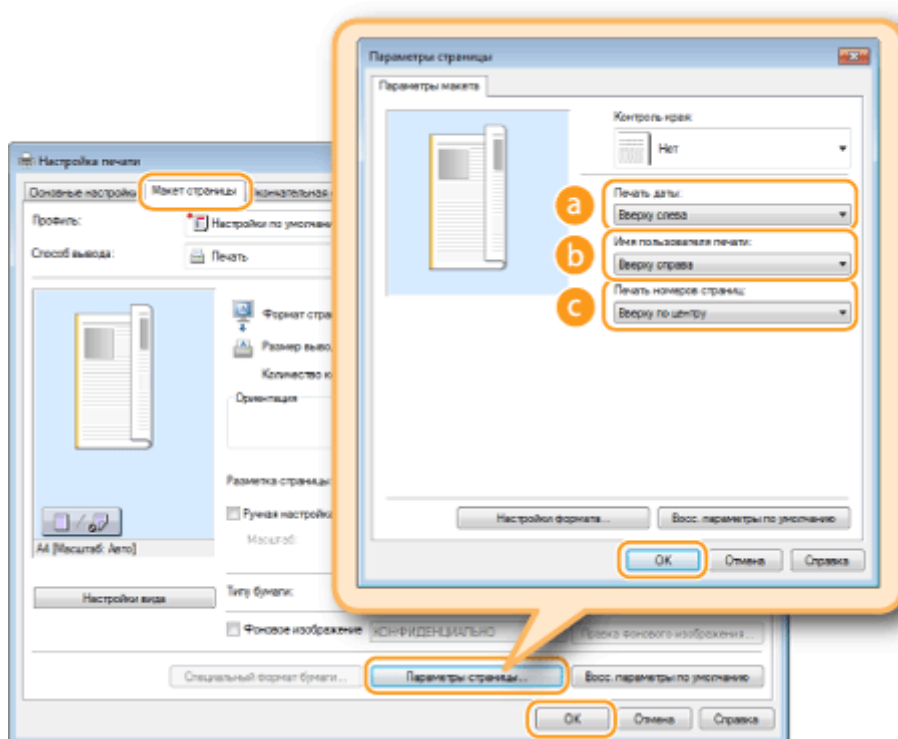 Параметры страницы
Параметры макета
Контроль края:
Нет
a
Печать даты:
Вверху слева
b
Имя пользователя печати:
Вверху справа
c
Печать номеров страниц:
Вверху по центру
Настройки формата...
Восс. параметры по умолчанию
OK
Отмена
Справка
Настройка печати
Основные настройки
Макет страницы
Профиль:
Настройки по умолчани
Способ вывода:
Печать
Формат стра
Размер выво
Количество к
Ориентация
Разметка страницы
Ручная настройка
Масштаб:
A4 [Масштаб: Авто]
Настройки вида
Типу бумаги:
Фоновое изображение
КОНФИДЕНЦИАЛЬНО
Правка фонового изображения...
Специальный формат бумаги...
Параметры страницы...
Восс. параметры по умолчанию
OK
Отмена
Справка